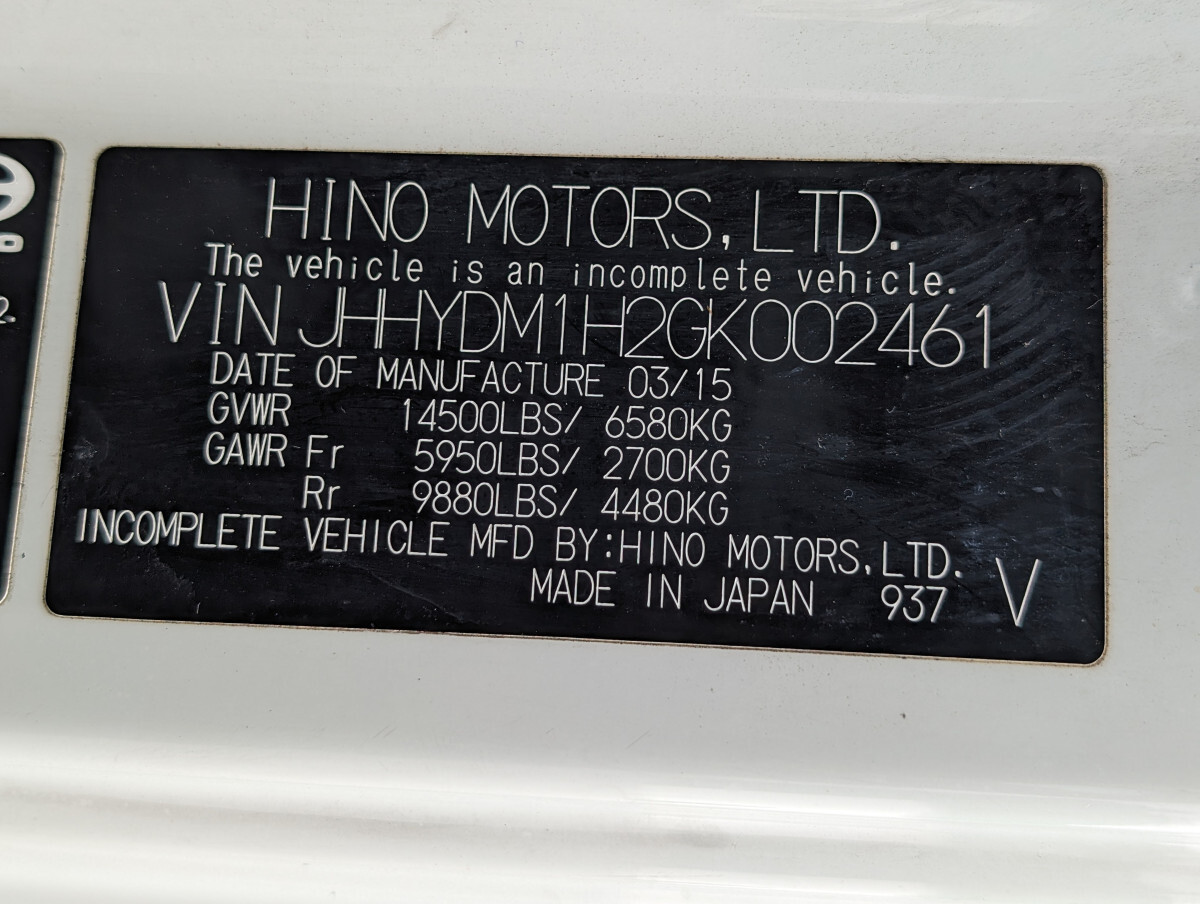 HINO MOTORS, LTD.
The vehicle is an incomplete vehicle.
VIN JHHYDM1H2GK002461
DATE OF MANUFACTURE 03/15
GVWR 14500LBS/ 6580KG
GAWR Fr 5950LBS/ 2700KG
Rr 9880LBS/ 4480KG
INCOMPLETE VEHICLE MFD BY:HINO MOTORS, LTD.
MADE IN JAPAN 937 V